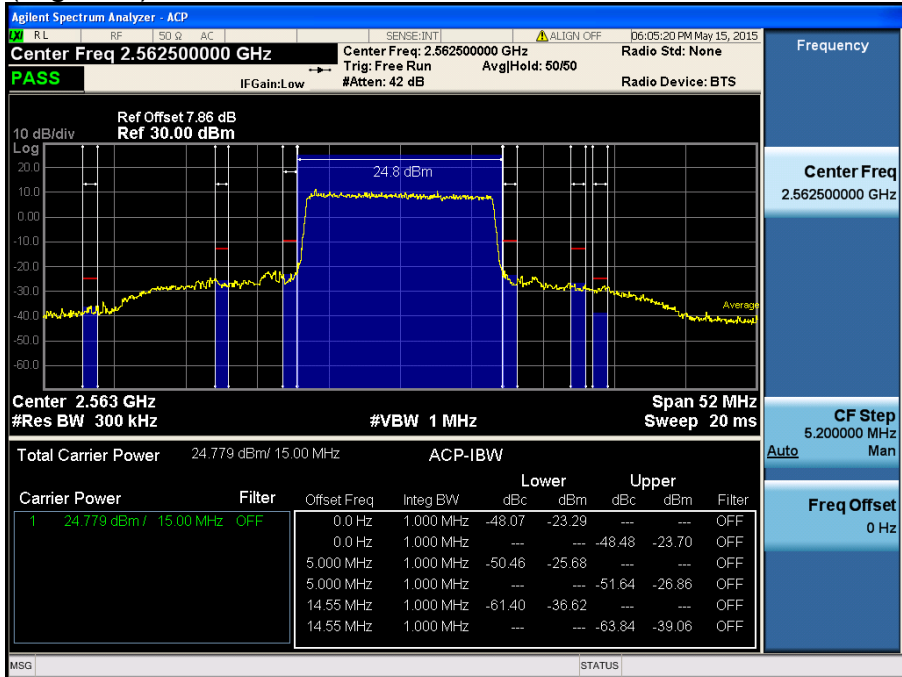 Agilent Spectrum Analyzer - ACP
LXI RL RF 50 Ω AC SENSE:INT ALIGN OFF 06:05:20 PM May 15, 2015
Center Freq 2.562500000 GHz Center Freq: 2.562500000 GHz Radio Std: None
Trig: Free Run Avg|Hold: 50/50
PASS IFGain:Low #Atten: 42 dB Radio Device: BTS
Ref Offset 7.86 dB
10 dB/div Ref 30.00 dBm
Log
24.8 dBm
20.0
10.0
0.00
-10.0
-20.0
-30.0
-40.0
-50.0
-60.0
Average
Center 2.563 GHz Span 52 MHz
#Res BW 300 kHz #VBW 1 MHz Sweep 20 ms
Total Carrier Power 24.779 dBm/ 15.00 MHz ACP-IBW
Lower Upper
Carrier Power Filter Offset Freq Integ BW dBc dBm dBc dBm Filter
1 24.779 dBm / 15.00 MHz OFF 0.0 Hz 1.000 MHz -48.07 -23.29 --- --- OFF
0.0 Hz 1.000 MHz --- --- -48.48 -23.70 OFF
5.000 MHz 1.000 MHz -50.46 -25.68 --- --- OFF
5.000 MHz 1.000 MHz --- --- -51.64 -26.86 OFF
14.55 MHz 1.000 MHz -61.40 -36.62 --- --- OFF
14.55 MHz 1.000 MHz --- --- -63.84 -39.06 OFF
MSG STATUS
Frequency
Center Freq
2.562500000 GHz
CF Step
5.200000 MHz
Auto Man
Freq Offset
0 Hz